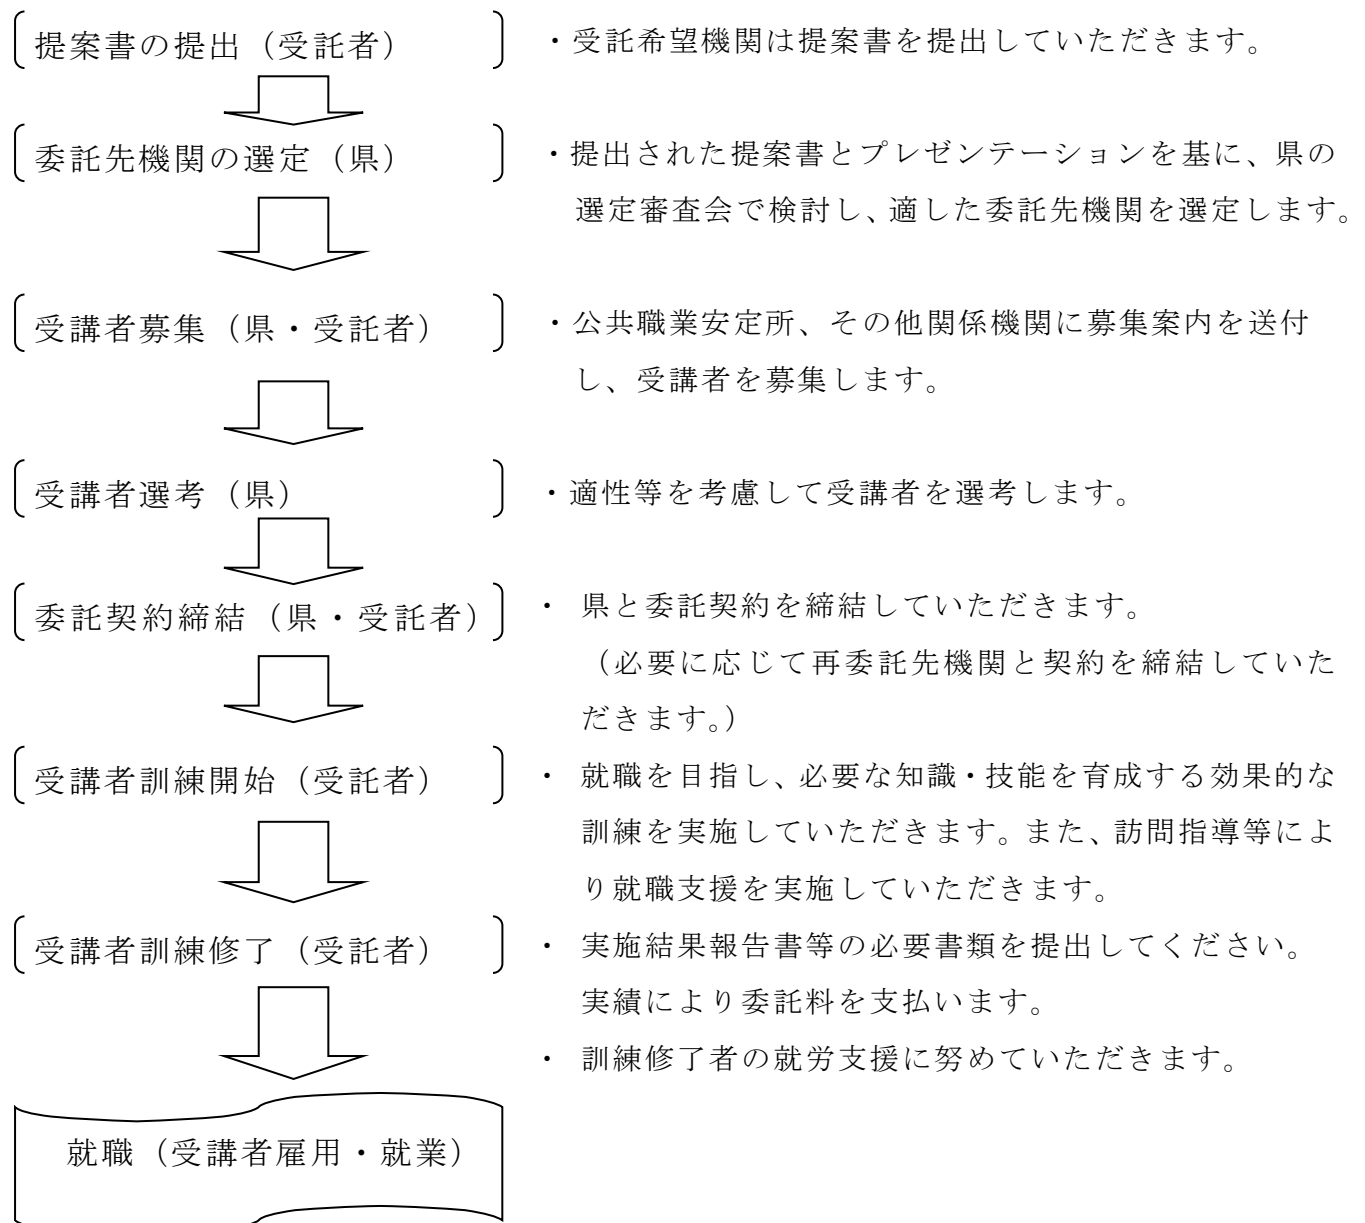 提案書の提出（受託者）
・受託希望機関は提案書を提出していただきます。
委託先機関の選定（県）
・提出された提案書とプレゼンテーションを基に、県の
選定審査会で検討し、適した委託先機関を選定します。
受講者募集（県・受託者）
・公共職業安定所、その他関係機関に募集案内を送付
し、受講者を募集します。
受講者選考（県）
・適性等を考慮して受講者を選考します。
委託契約締結（県・受託者）
・ 県と委託契約を締結していただきます。
（必要に応じて再委託先機関と契約を締結していた
だきます。）
受講者訓練開始（受託者）
・ 就職を目指し、必要な知識・技能を育成する効果的な
訓練を実施していただきます。また、訪問指導等によ
り就職支援を実施していただきます。
受講者訓練修了（受託者）
・ 実施結果報告書等の必要書類を提出してください。
実績により委託料を支払います。
・ 訓練修了者の就労支援に努めていただきます。
就職（受講者雇用・就業）